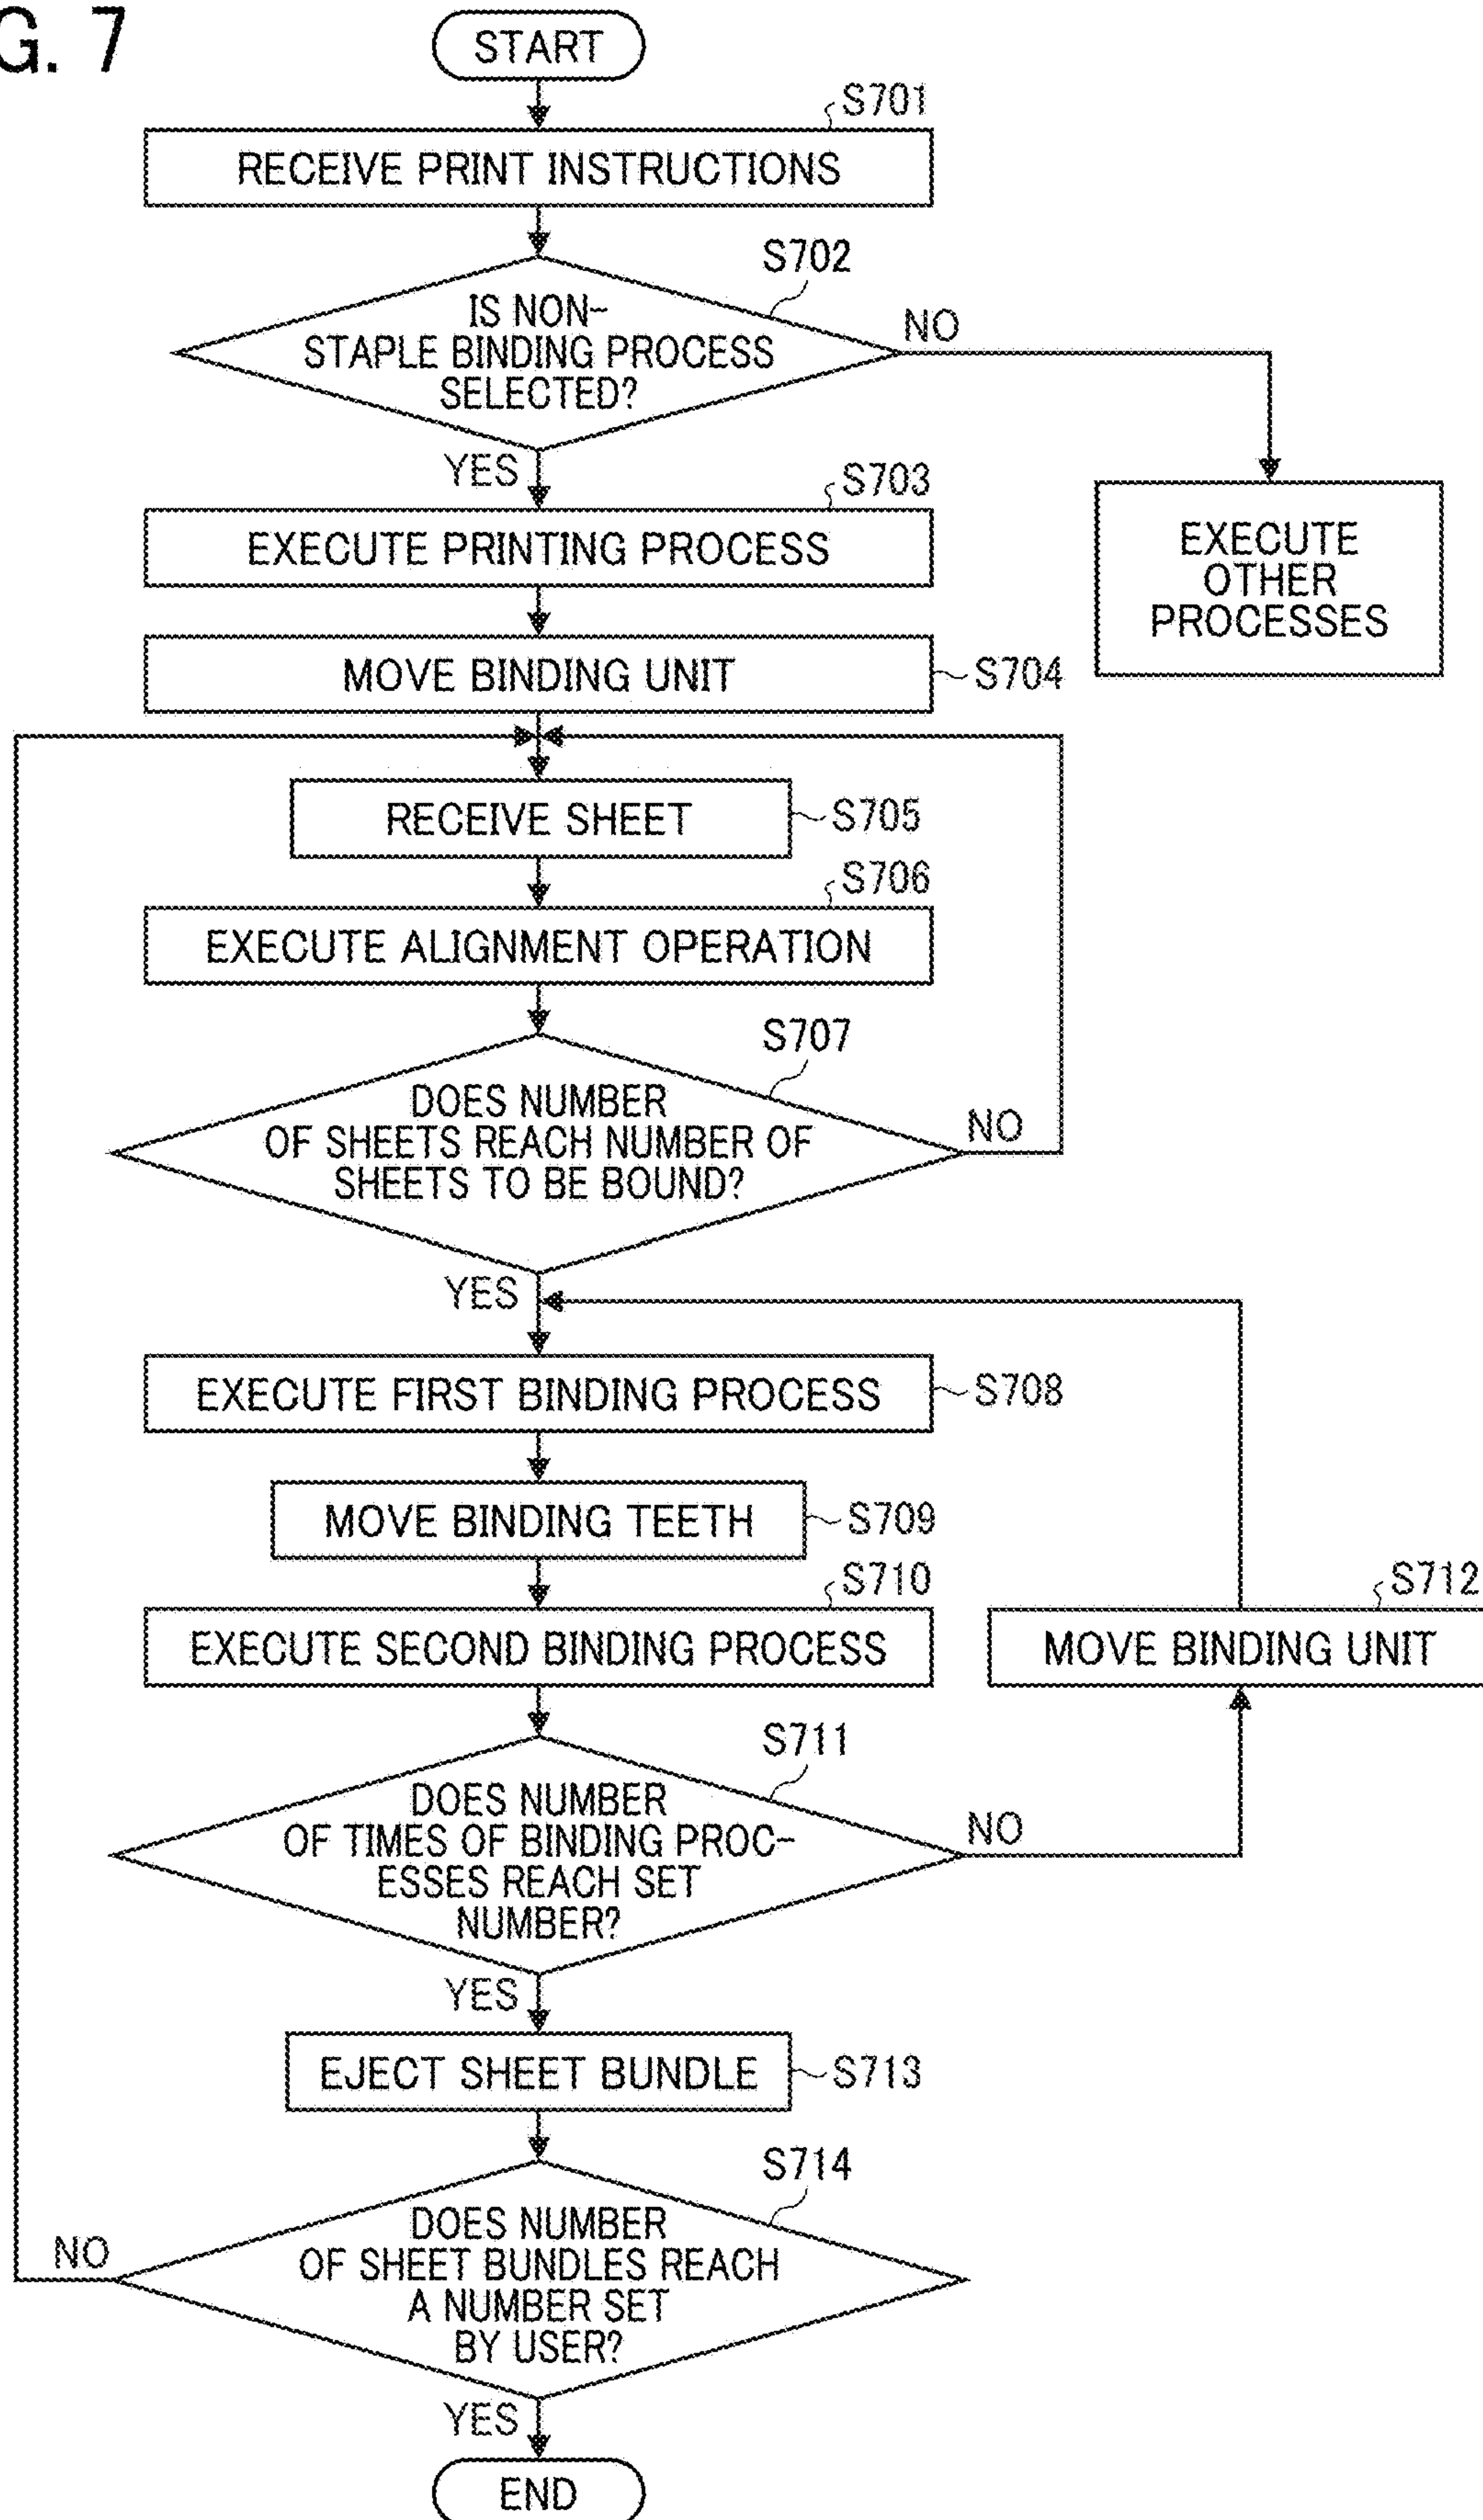 G. 7
START
S701
RECEIVE PRINT INSTRUCTIONS
S702
IS NON-
STAPLE BINDING PROCESS
SELECTED?
NO
YES
S703
EXECUTE PRINTING PROCESS
EXECUTE
OTHER
PROCESSES
MOVE BINDING UNIT
S704
RECEIVE SHEET
S705
S706
EXECUTE ALIGNMENT OPERATION
S707
DOES NUMBER
OF SHEETS REACH NUMBER OF
SHEETS TO BE BOUND?
NO
YES
EXECUTE FIRST BINDING PROCESS
S708
MOVE BINDING TEETH
S709
S710
EXECUTE SECOND BINDING PROCESS
S712
MOVE BINDING UNIT
S711
DOES NUMBER
OF TIMES OF BINDING PROC-
ESSES REACH SET
NUMBER?
NO
YES
EJECT SHEET BUNDLE
S713
S714
DOES NUMBER
OF SHEET BUNDLES REACH
A NUMBER SET
BY USER?
NO
YES
END